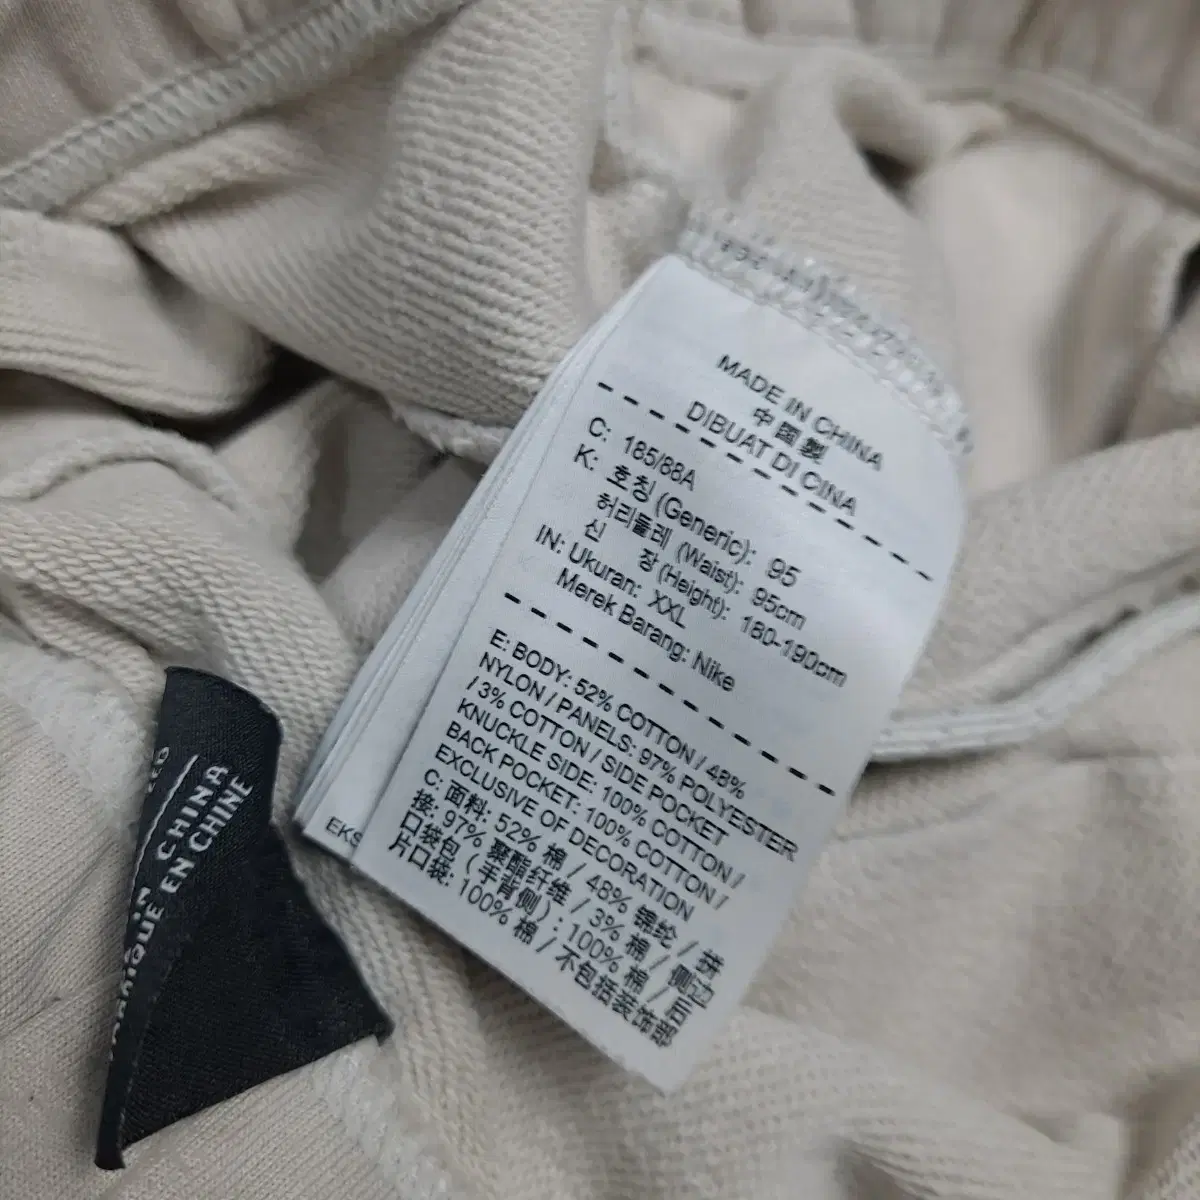 MADE IN CHINA
中國製
DIBUAT DI CINA
C: 185/88A
K: 호칭 (Generic): 95
허리둘레 (Waist): 95cm
신 장 (Height): 180-190cm
IN: Ukuran: XXL
Merek Barang: Nike
E: BODY: 52% COTTON / 48%
NYLON / PANELS: 97% POLYESTER
/ 3% COTTON / SIDE POCKET
KNUCKLE SIDE: 100% COTTON /
BACK POCKET: 100% COTTON /
EXCLUSIVE OF DECORATION
C: 面料: 52% 棉 / 48% 锦纶 / 拼
接: 97% 聚酯纤维 / 3% 棉 / 侧边
口袋包 (手背侧): 100% 棉 / 后
片口袋: 100% 棉 / 不包括装饰部
EKS
CHINA
EN CHINE